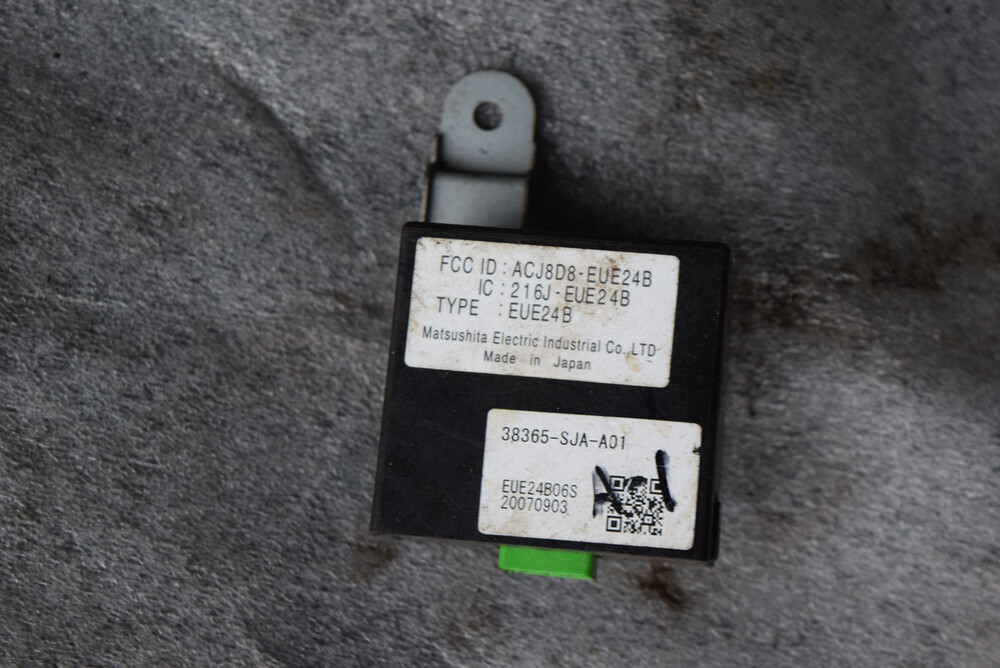 FCC ID : ACJ8D8-EUE24B
IC : 216J-EUE24B
TYPE : EUE24B
Matsushita Electric Industrial Co.,LTD
Made in Japan
38365-SJA-A01
EUE24B06S
20070903